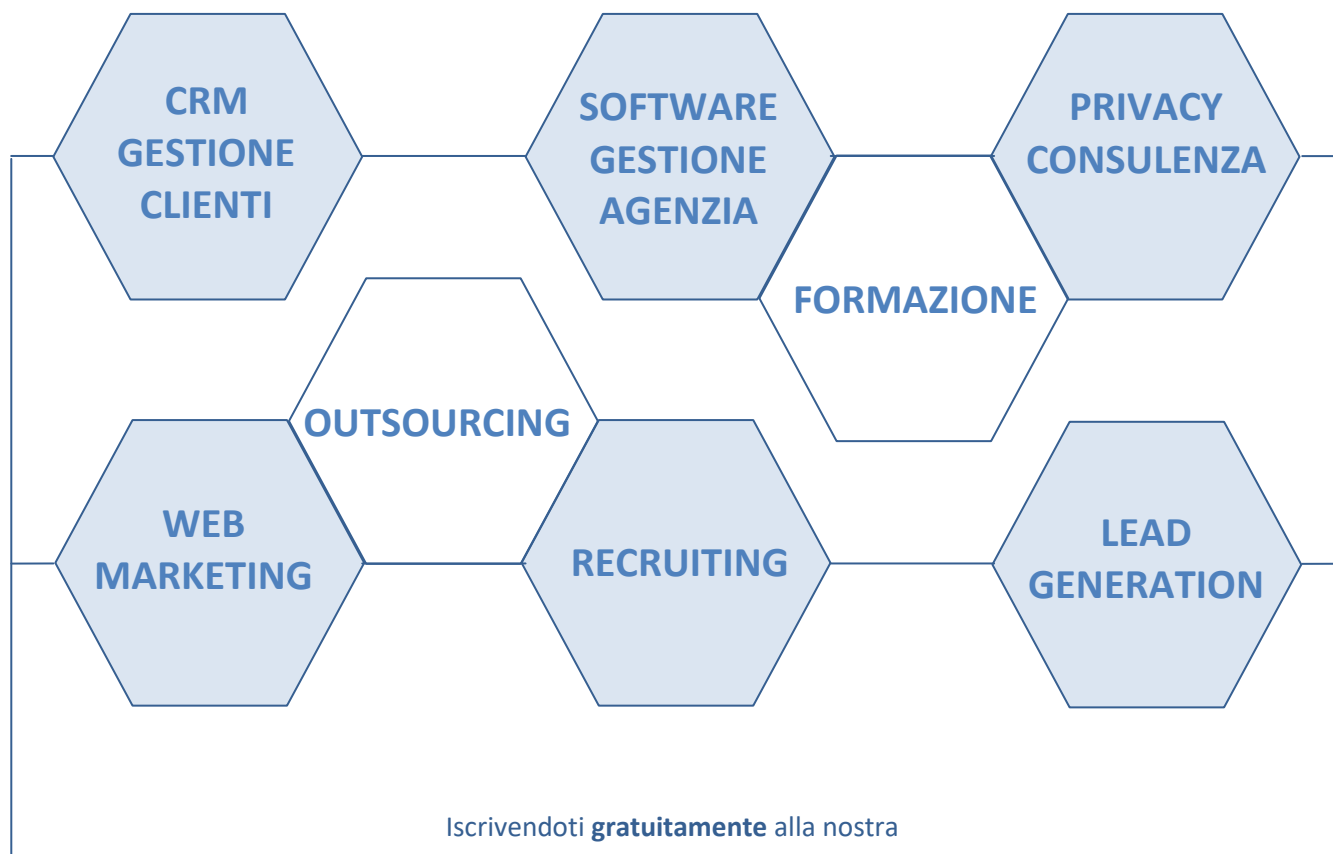 CRM
GESTIONE
CLIENTI
SOFTWARE
GESTIONE
AGENZIA
PRIVACY
CONSULENZA
FORMAZIONE
OUTSOURCING
WEB
MARKETING
RECRUITING
LEAD
GENERATION
Iscrivendoti gratuitamente alla nostra